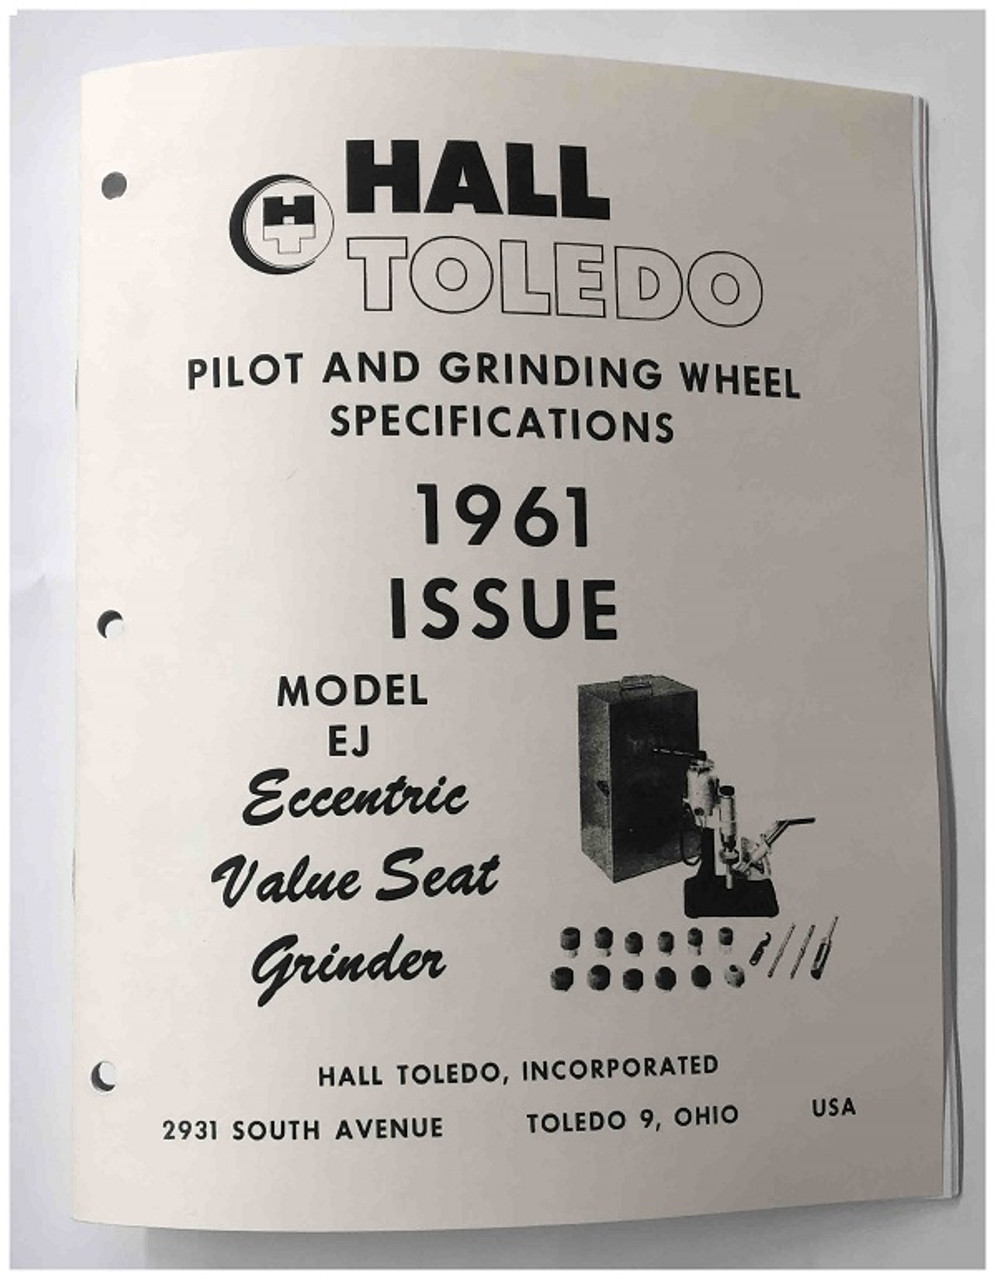 HALL
HT
TOLEDO
PILOT AND GRINDING WHEEL
SPECIFICATIONS
1961
ISSUE
MODEL
EJ
Eccentric
Value Seat
Grinder
HALL TOLEDO, INCORPORATED
2931 SOUTH AVENUE TOLEDO 9, OHIO USA